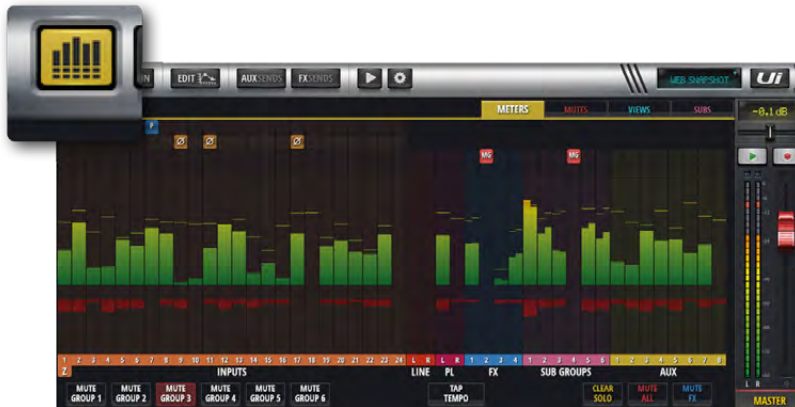 EDIT AUXSENDS FXSENDS WEB SNAPSHOT Ui
METERS MUTES VIEWS SUBS -0.1dB
P
Ø Ø Ø
MG MG
1 2 3 4 5 6 7 8 9 10 11 12 13 14 15 16 17 18 19 20 21 22 23 24 L R L R 1 2 3 4 1 2 3 4 5 6 1 2 3 4 5 6 7 8
Z INPUTS LINE PL FX SUB GROUPS AUX
L R
MUTE GROUP 1 MUTE GROUP 2 MUTE GROUP 3 MUTE GROUP 4 MUTE GROUP 5 MUTE GROUP 6 TAP TEMPO CLEAR SOLO MUTE ALL MUTE FX
MASTER